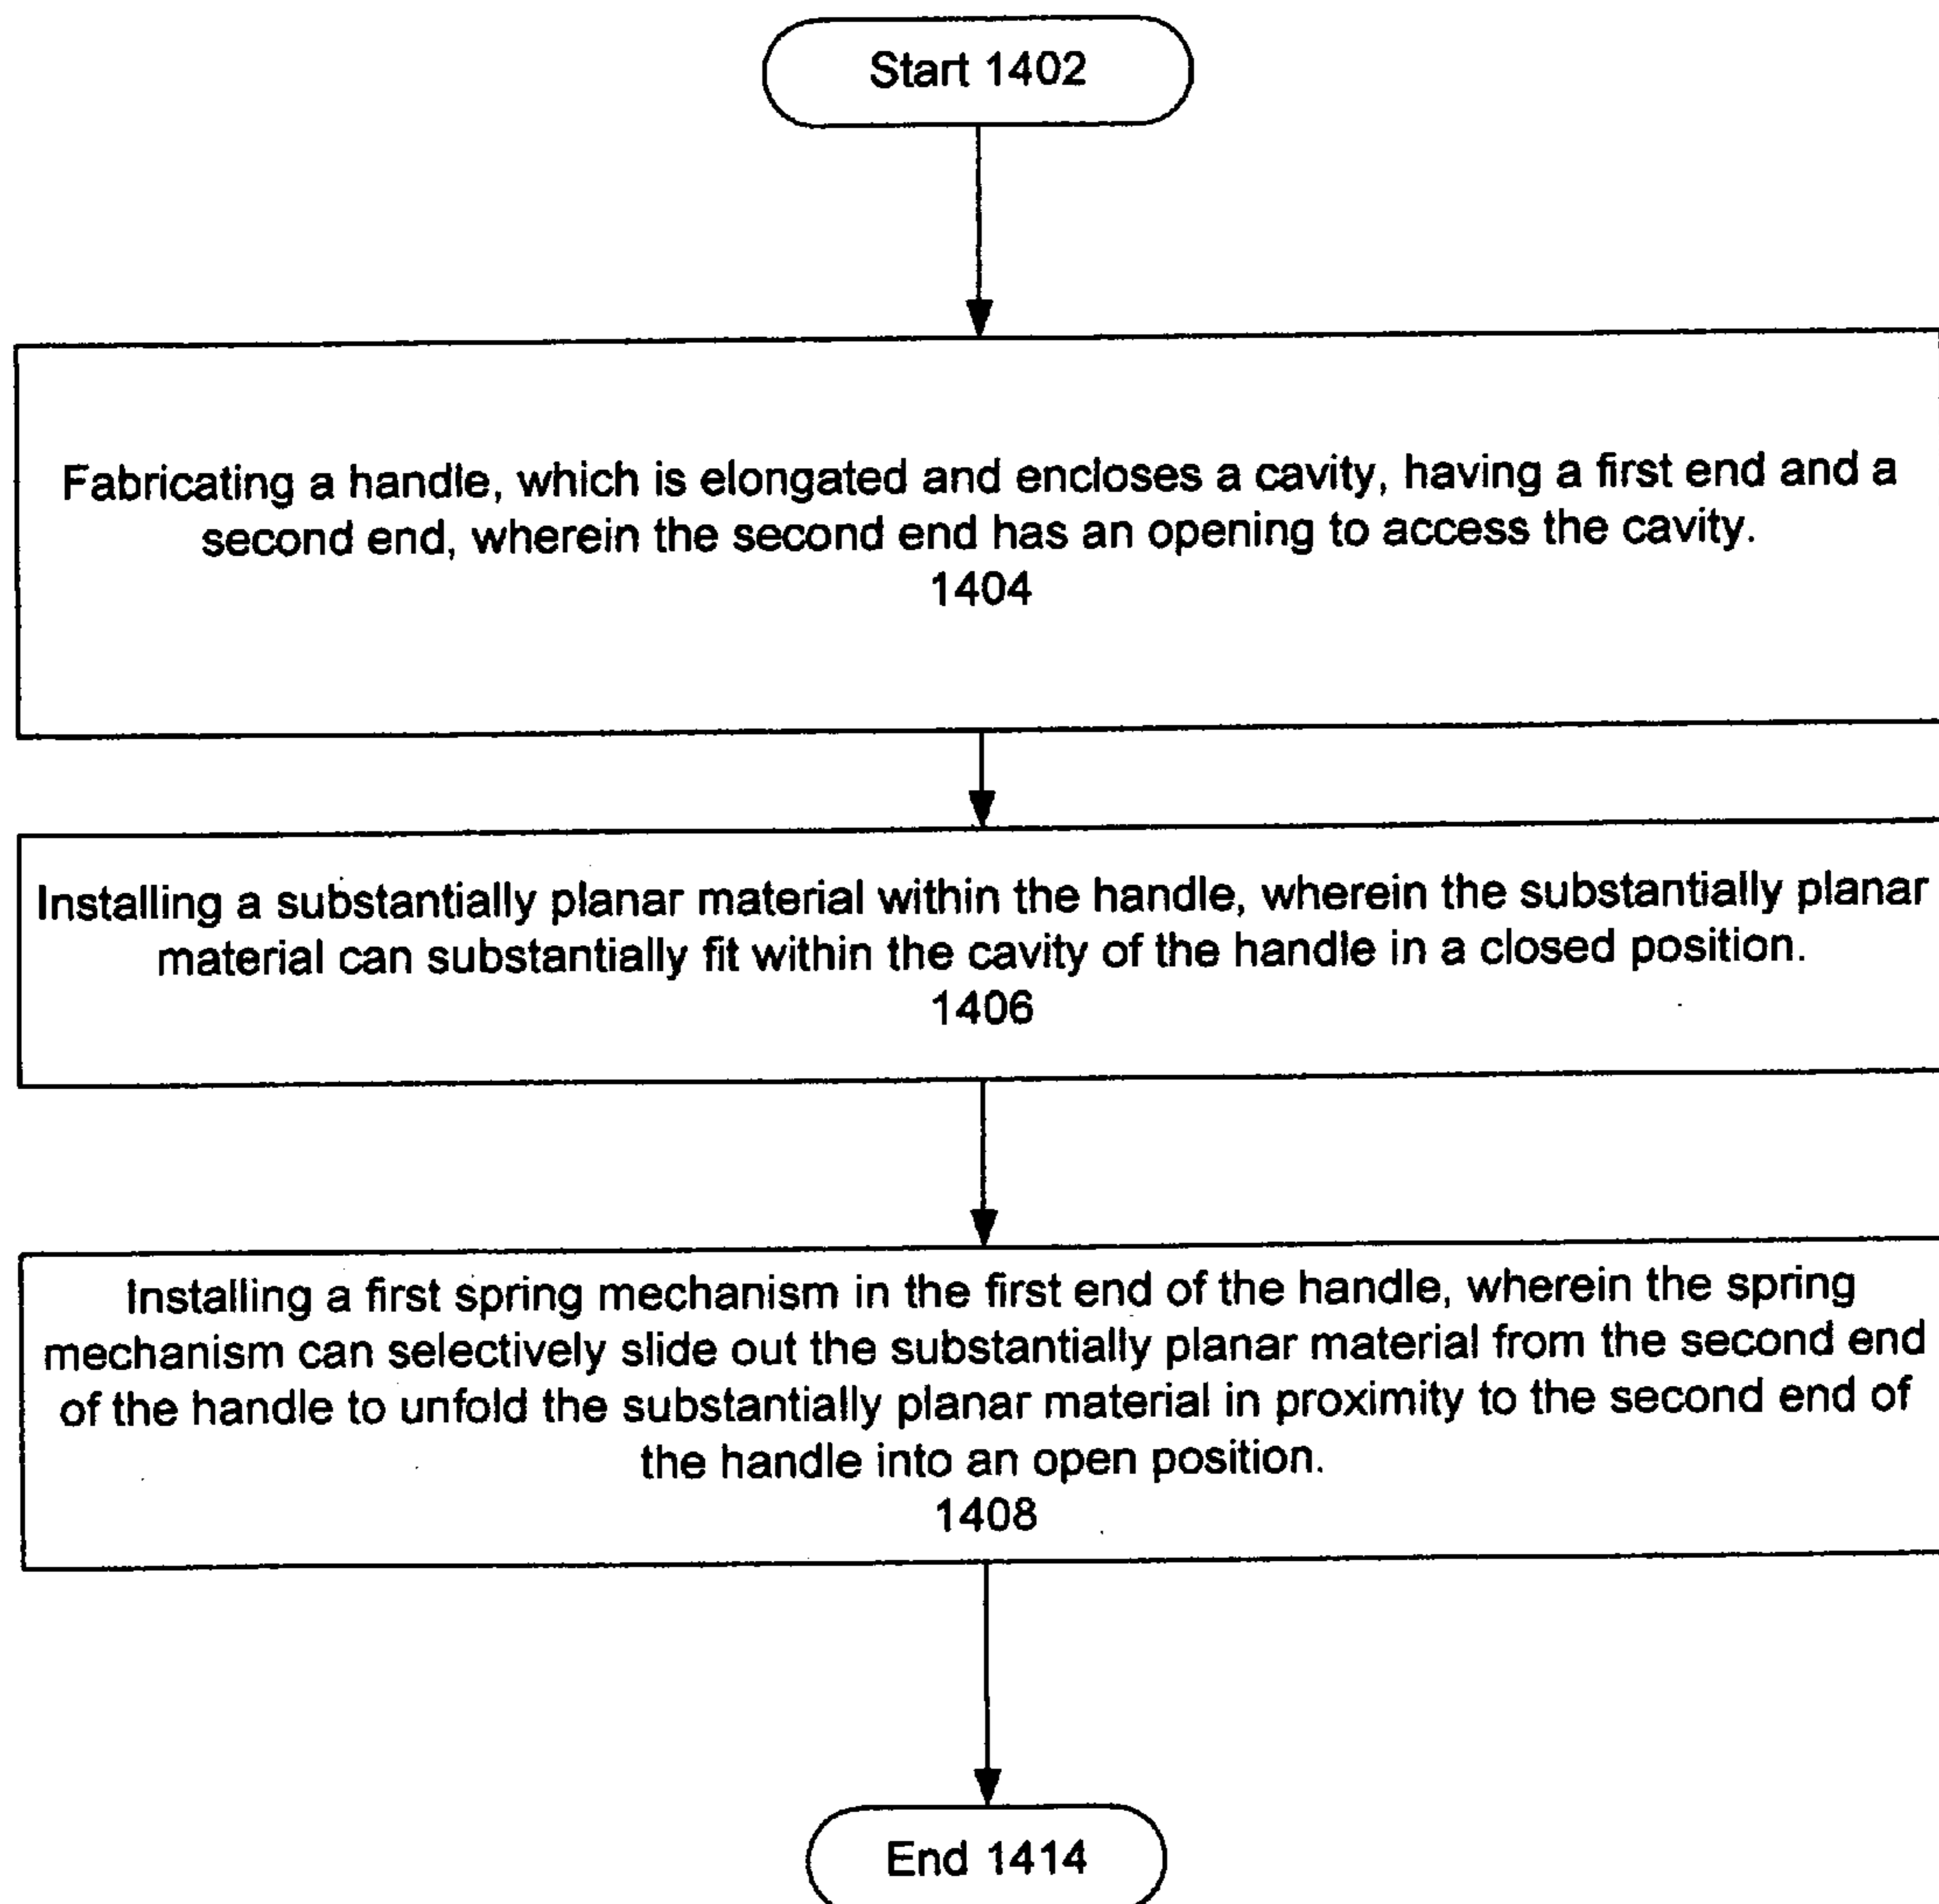 Start 1402
Fabricating a handle, which is elongated and encloses a cavity, having a first end and a
second end, wherein the second end has an opening to access the cavity.
1404
Installing a substantially planar material within the handle, wherein the substantially planar
material can substantially fit within the cavity of the handle in a closed position.
1406
Installing a first spring mechanism in the first end of the handle, wherein the spring
mechanism can selectively slide out the substantially planar material from the second end
of the handle to unfold the substantially planar material in proximity to the second end of
the handle into an open position.
1408
End 1414